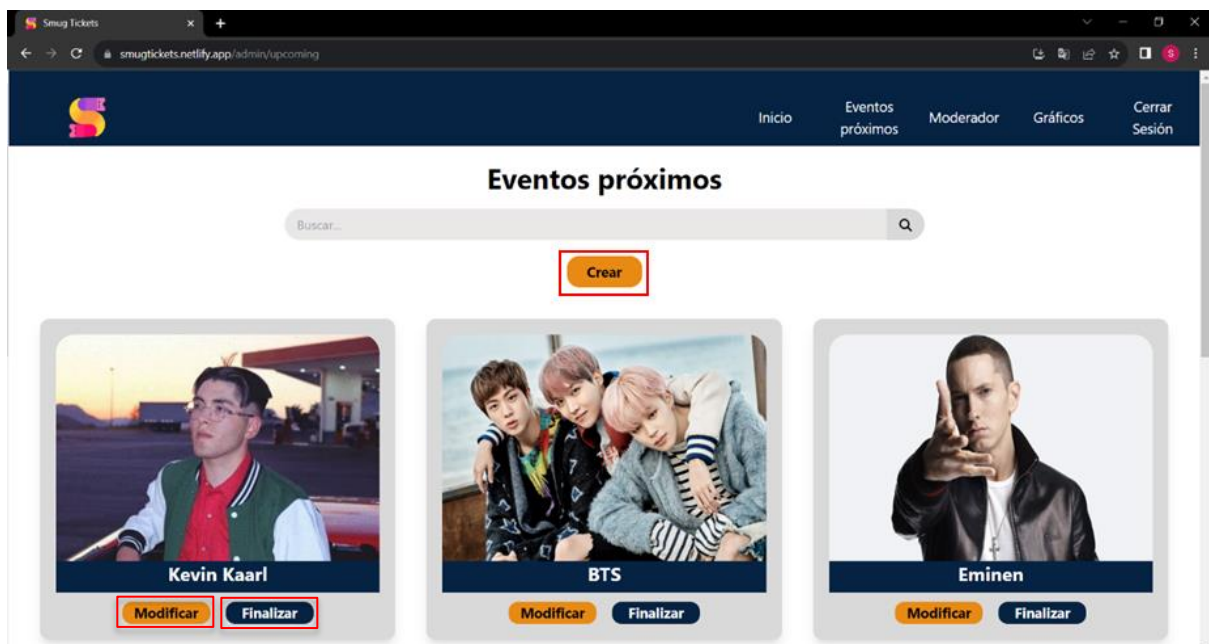 Smug Tickets
smugtickets.netlify.app/admin/upcoming
S
Inicio
Eventos próximos
Moderador
Gráficos
Cerrar Sesión
Eventos próximos
Buscar...
Crear
Kevin Kaarl
Modificar
Finalizar
BTS
Modificar
Finalizar
Eminen
Modificar
Finalizar